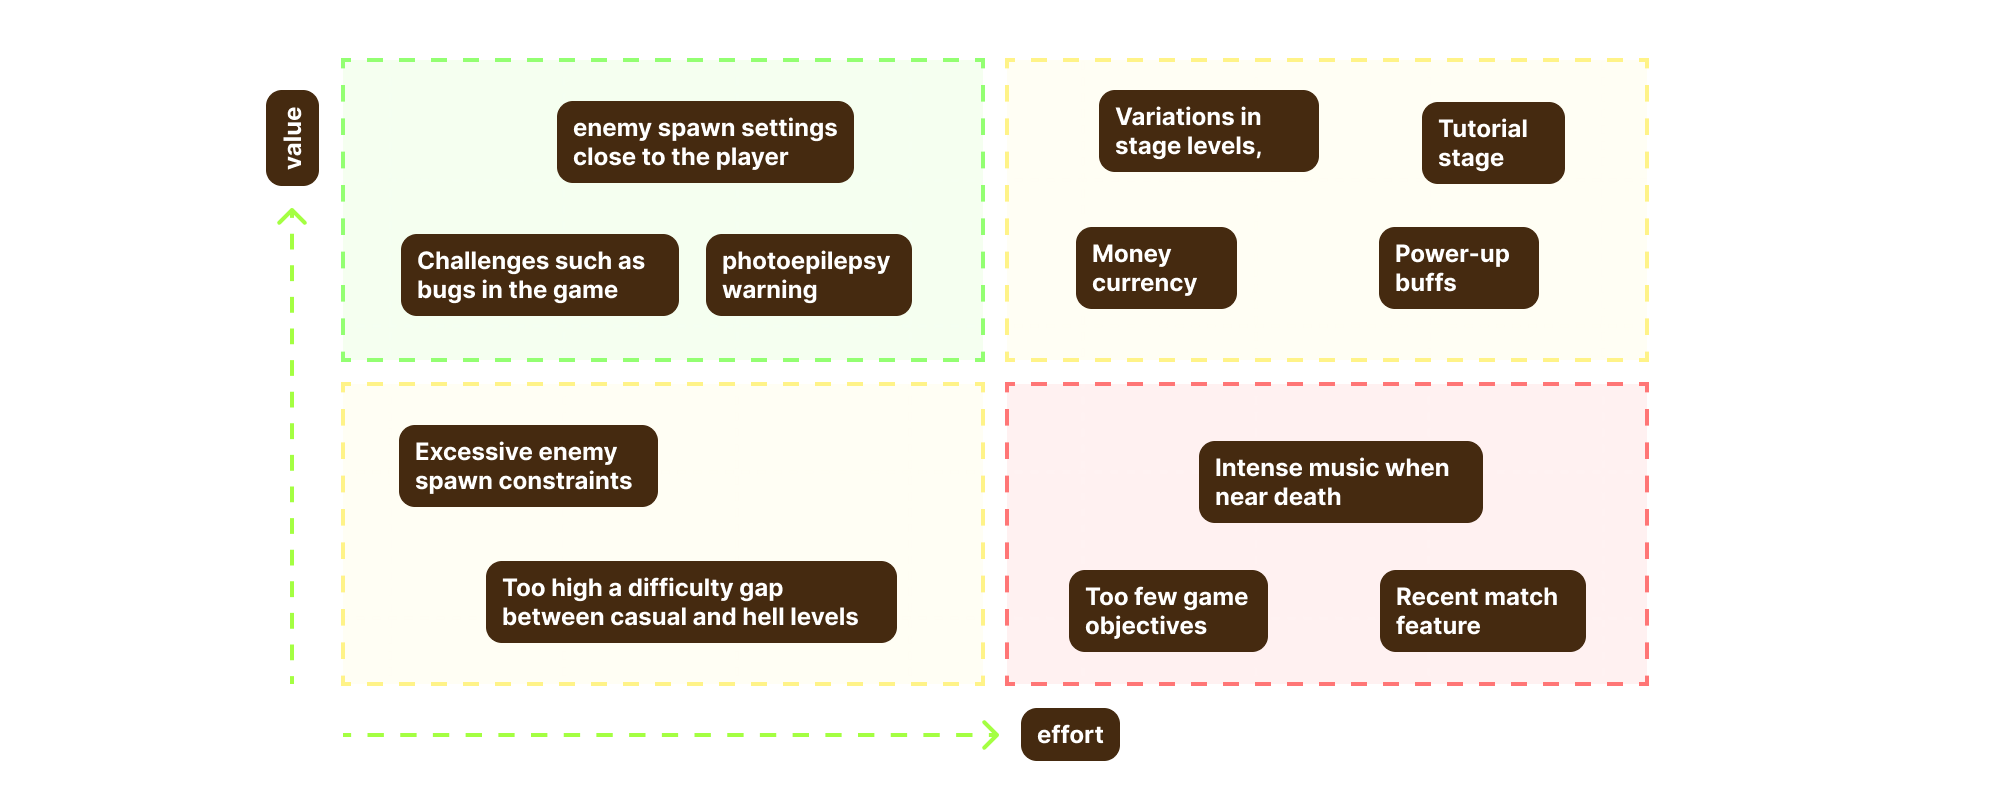 value
enemy spawn settings
close to the player
Challenges such as
bugs in the game
photoepilepsy
warning
Variations in
stage levels,
Tutorial
stage
Money
currency
Power-up
buffs
Excessive enemy
spawn constraints
Too high a difficulty gap
between casual and hell levels
Intense music when
near death
Too few game
objectives
Recent match
feature
effort